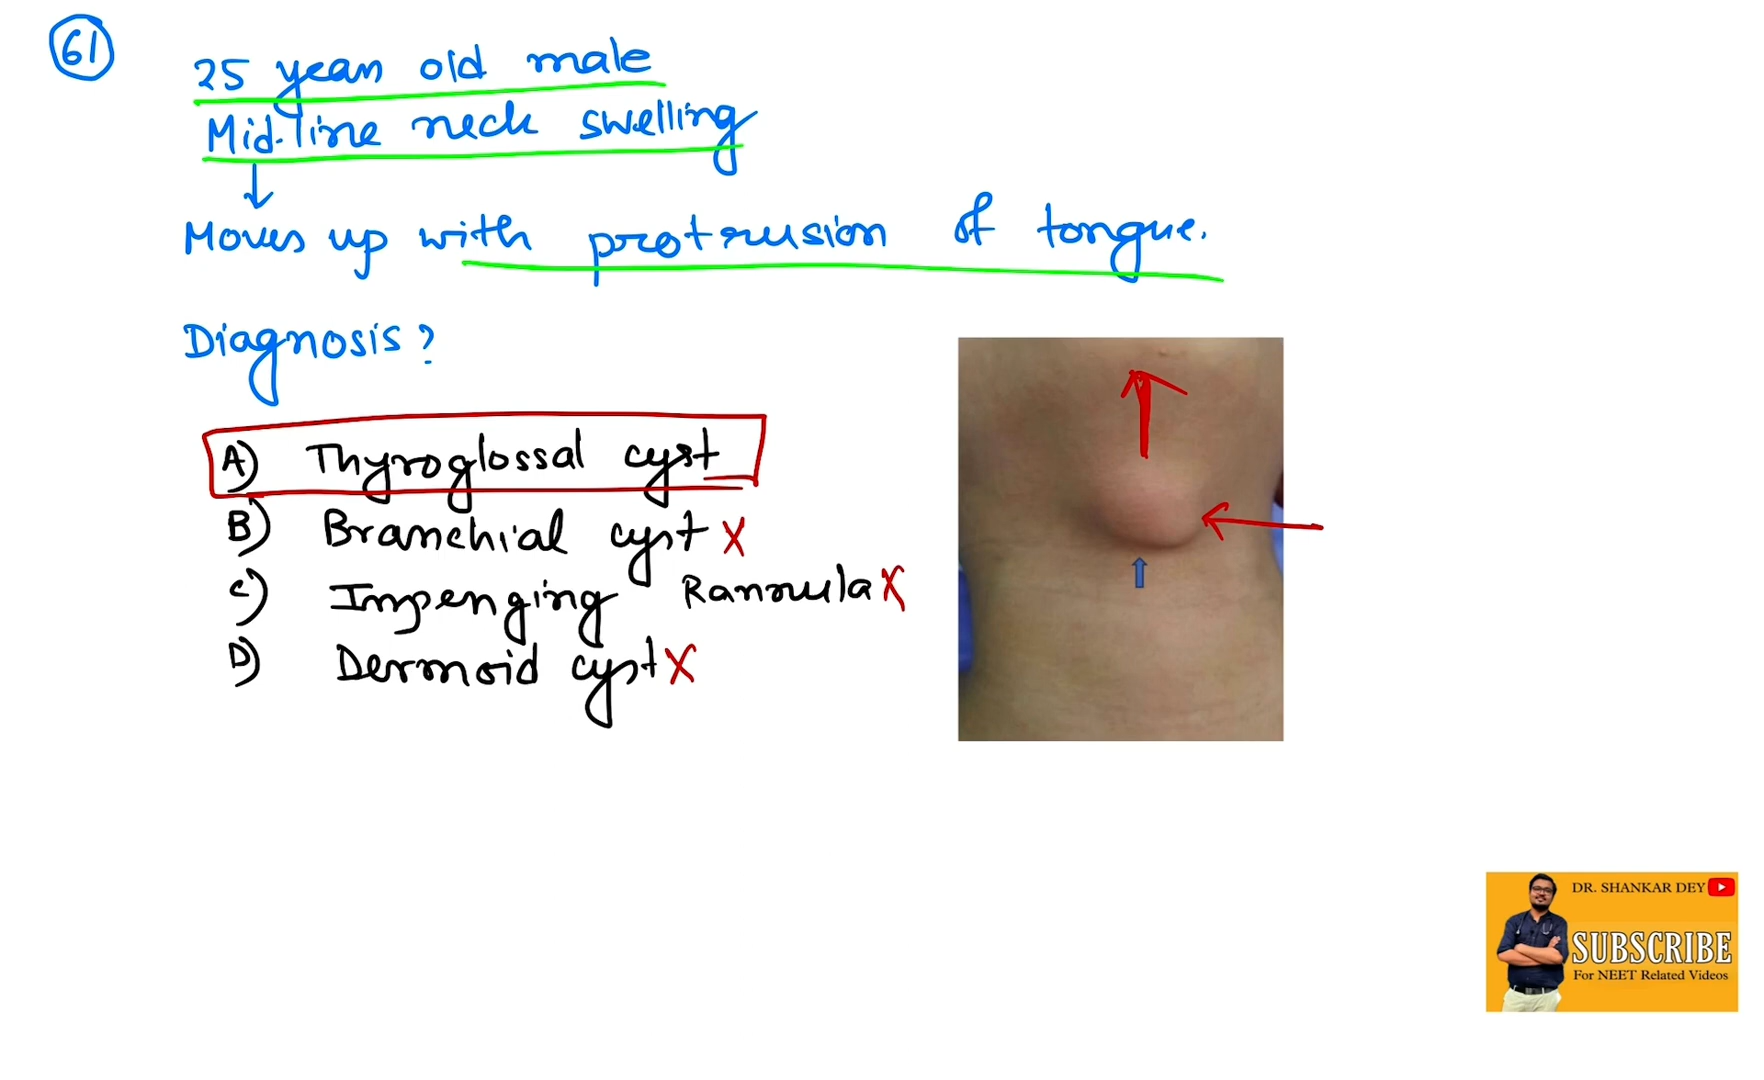 61
25 year old male
Mid-line neck swelling
Moves up with protrusion of tongue.
Diagnosis?
A) Thyroglossal cyst
B) Branchial cyst X
C) Impenging Rannula X
D) Dermoid cyst X
DR. SHANKAR DEY
SUBSCRIBE
For NEET Related Videos